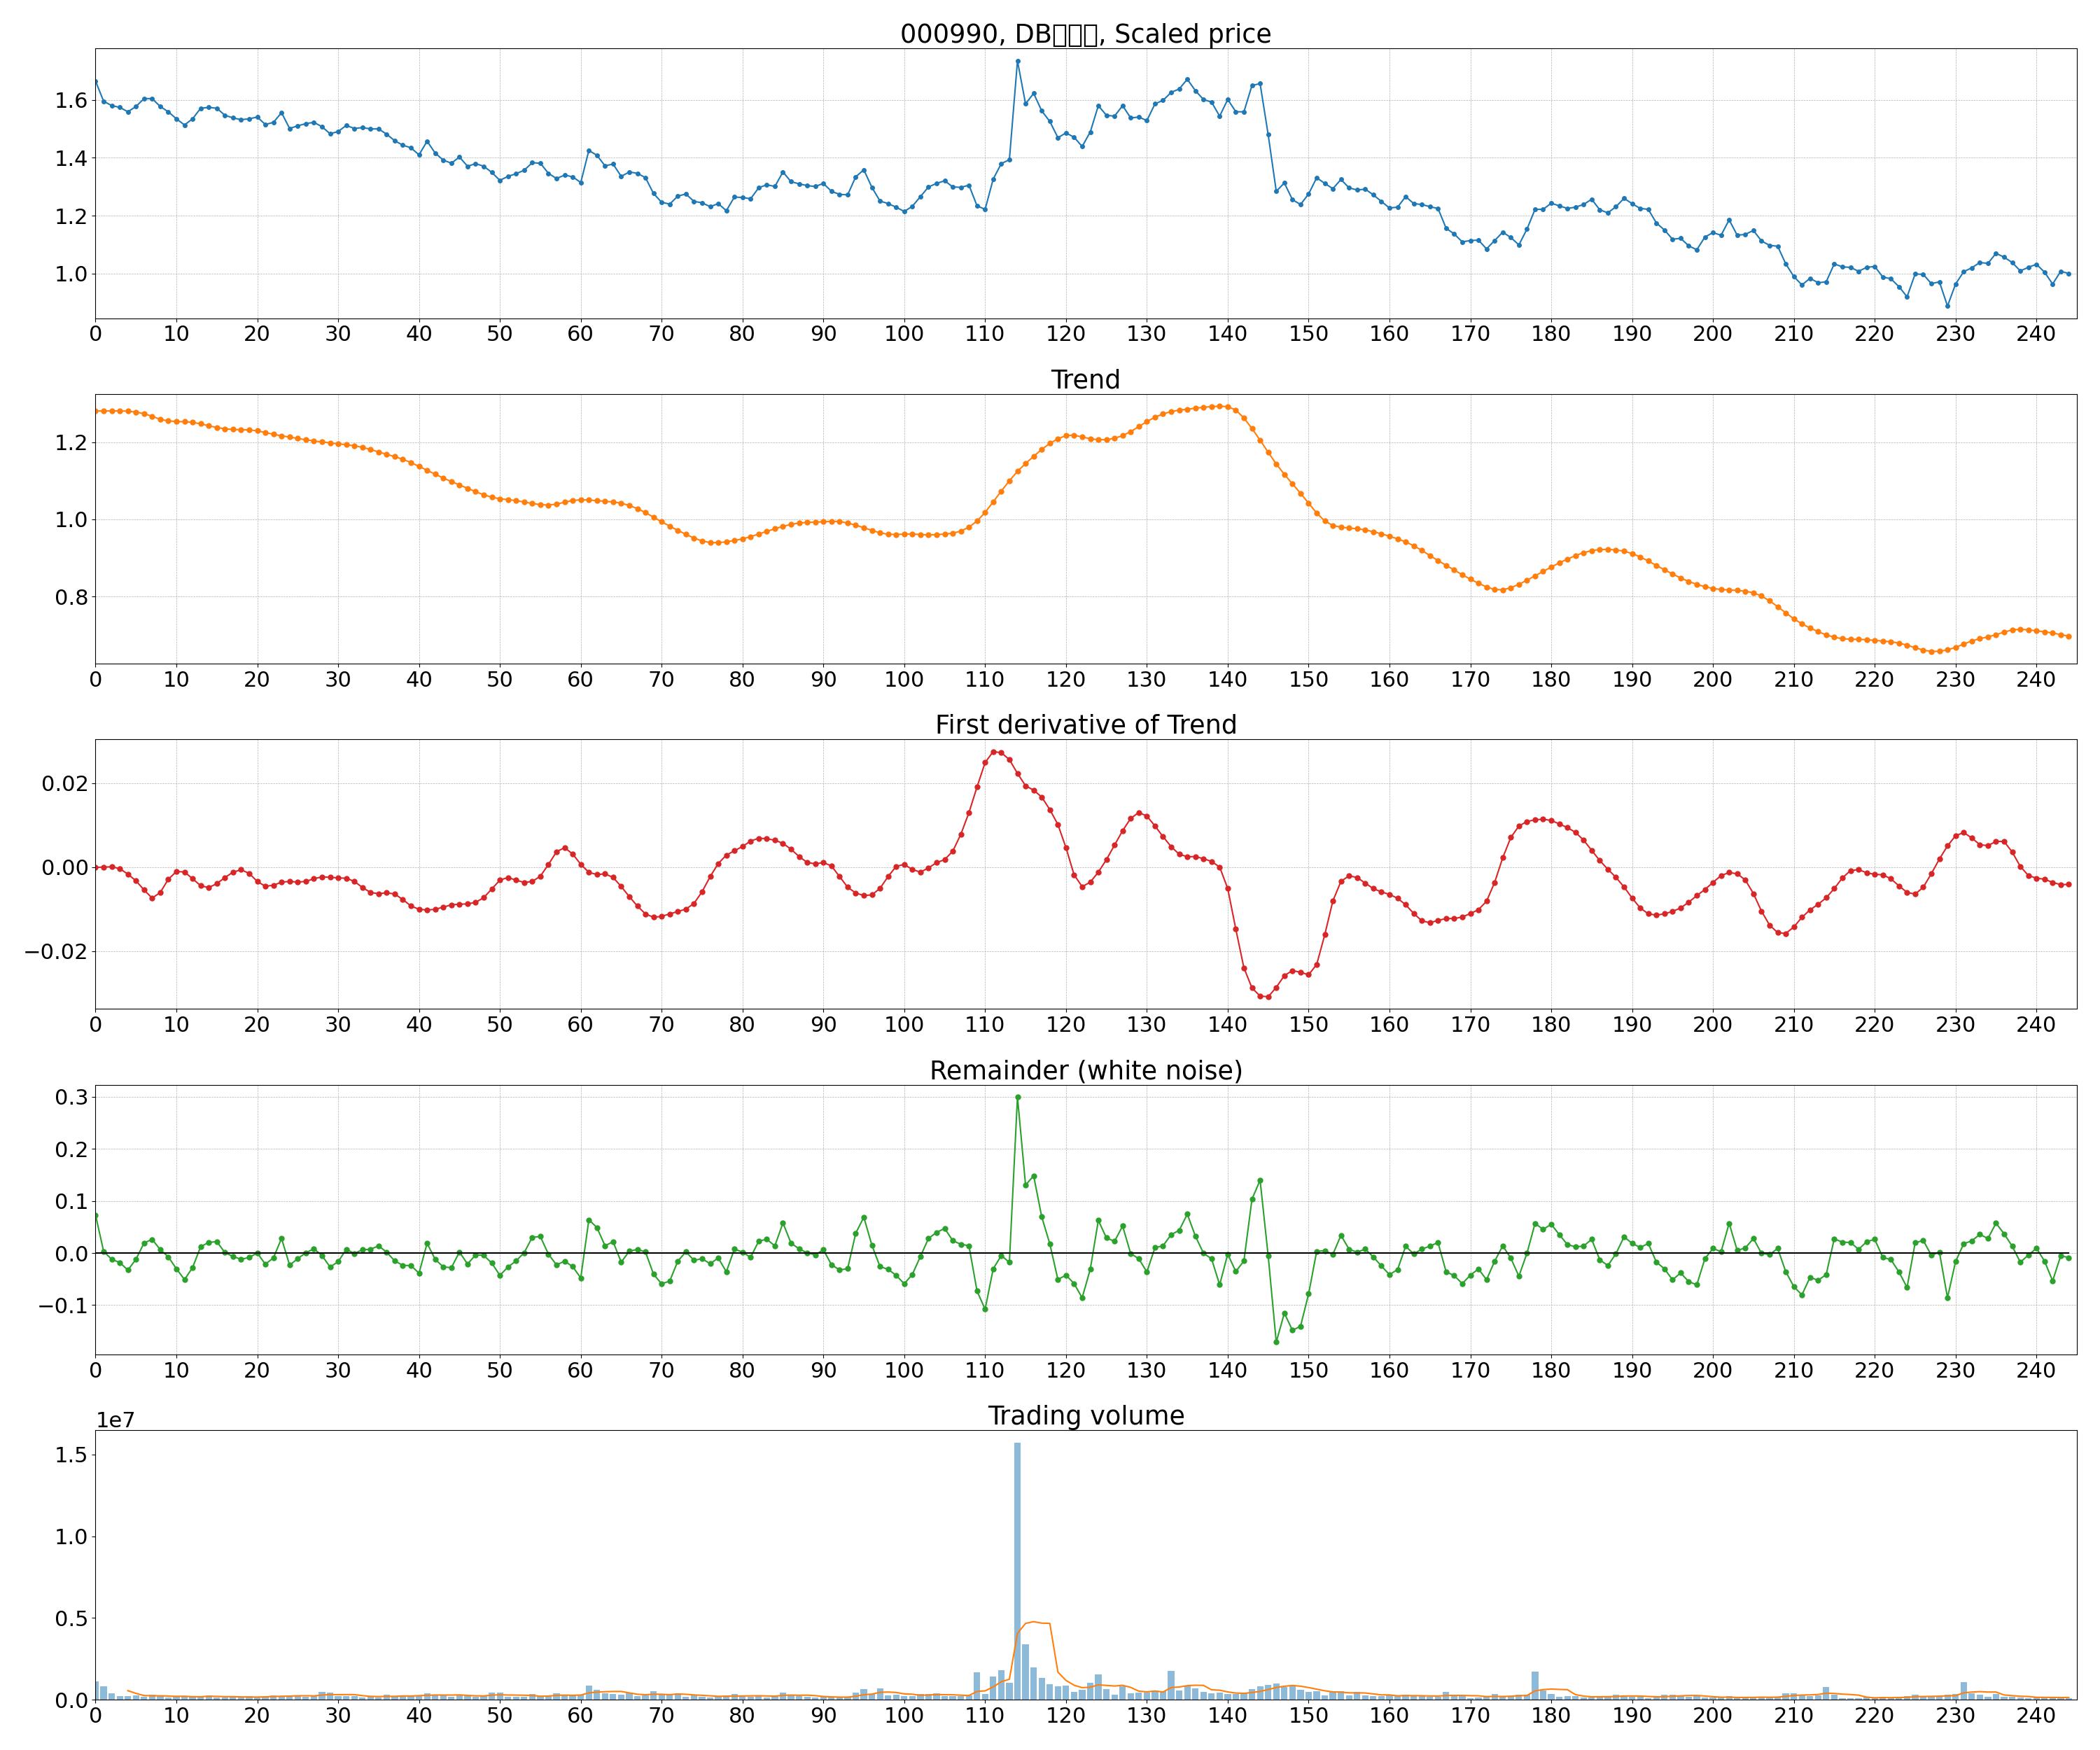 000990, DB□□□, Scaled price
1.6
1.4
1.2
1.0
0 10 20 30 40 50 60 70 80 90 100 110 120 130 140 150 160 170 180 190 200 210 220 230 240
Trend
1.2
1.0
0.8
0 10 20 30 40 50 60 70 80 90 100 110 120 130 140 150 160 170 180 190 200 210 220 230 240
First derivative of Trend
0.02
0.00
−0.02
0 10 20 30 40 50 60 70 80 90 100 110 120 130 140 150 160 170 180 190 200 210 220 230 240
Remainder (white noise)
0.3
0.2
0.1
0.0
−0.1
0 10 20 30 40 50 60 70 80 90 100 110 120 130 140 150 160 170 180 190 200 210 220 230 240
Trading volume
1e7
1.5
1.0
0.5
0.0
0 10 20 30 40 50 60 70 80 90 100 110 120 130 140 150 160 170 180 190 200 210 220 230 240